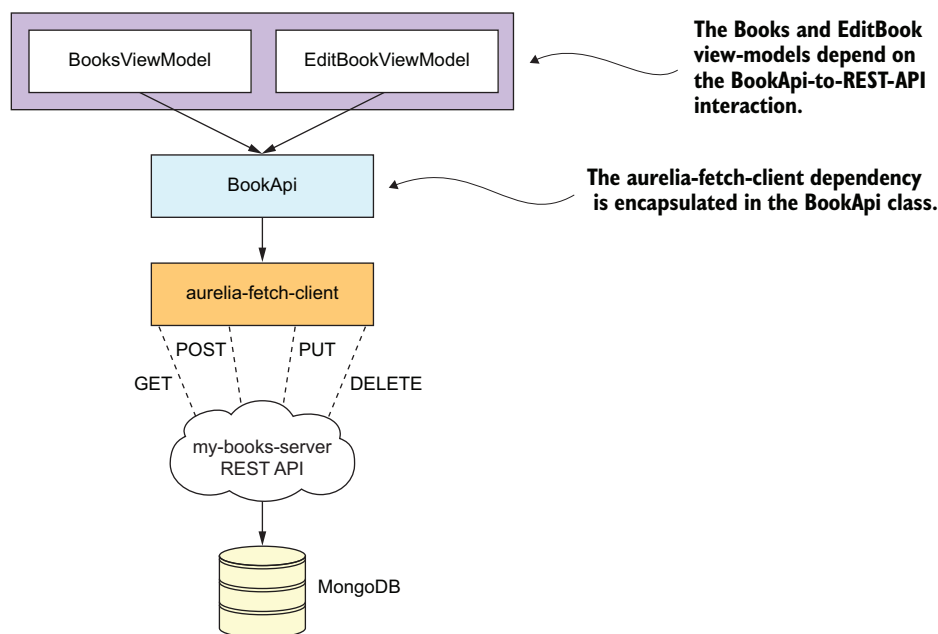 BooksViewModel
EditBookViewModel
The Books and EditBook
view-models depend on
the BookApi-to-REST-API
interaction.
BookApi
The aurelia-fetch-client dependency
is encapsulated in the BookApi class.
aurelia-fetch-client
POST
PUT
GET
DELETE
my-books-server
REST API
MongoDB